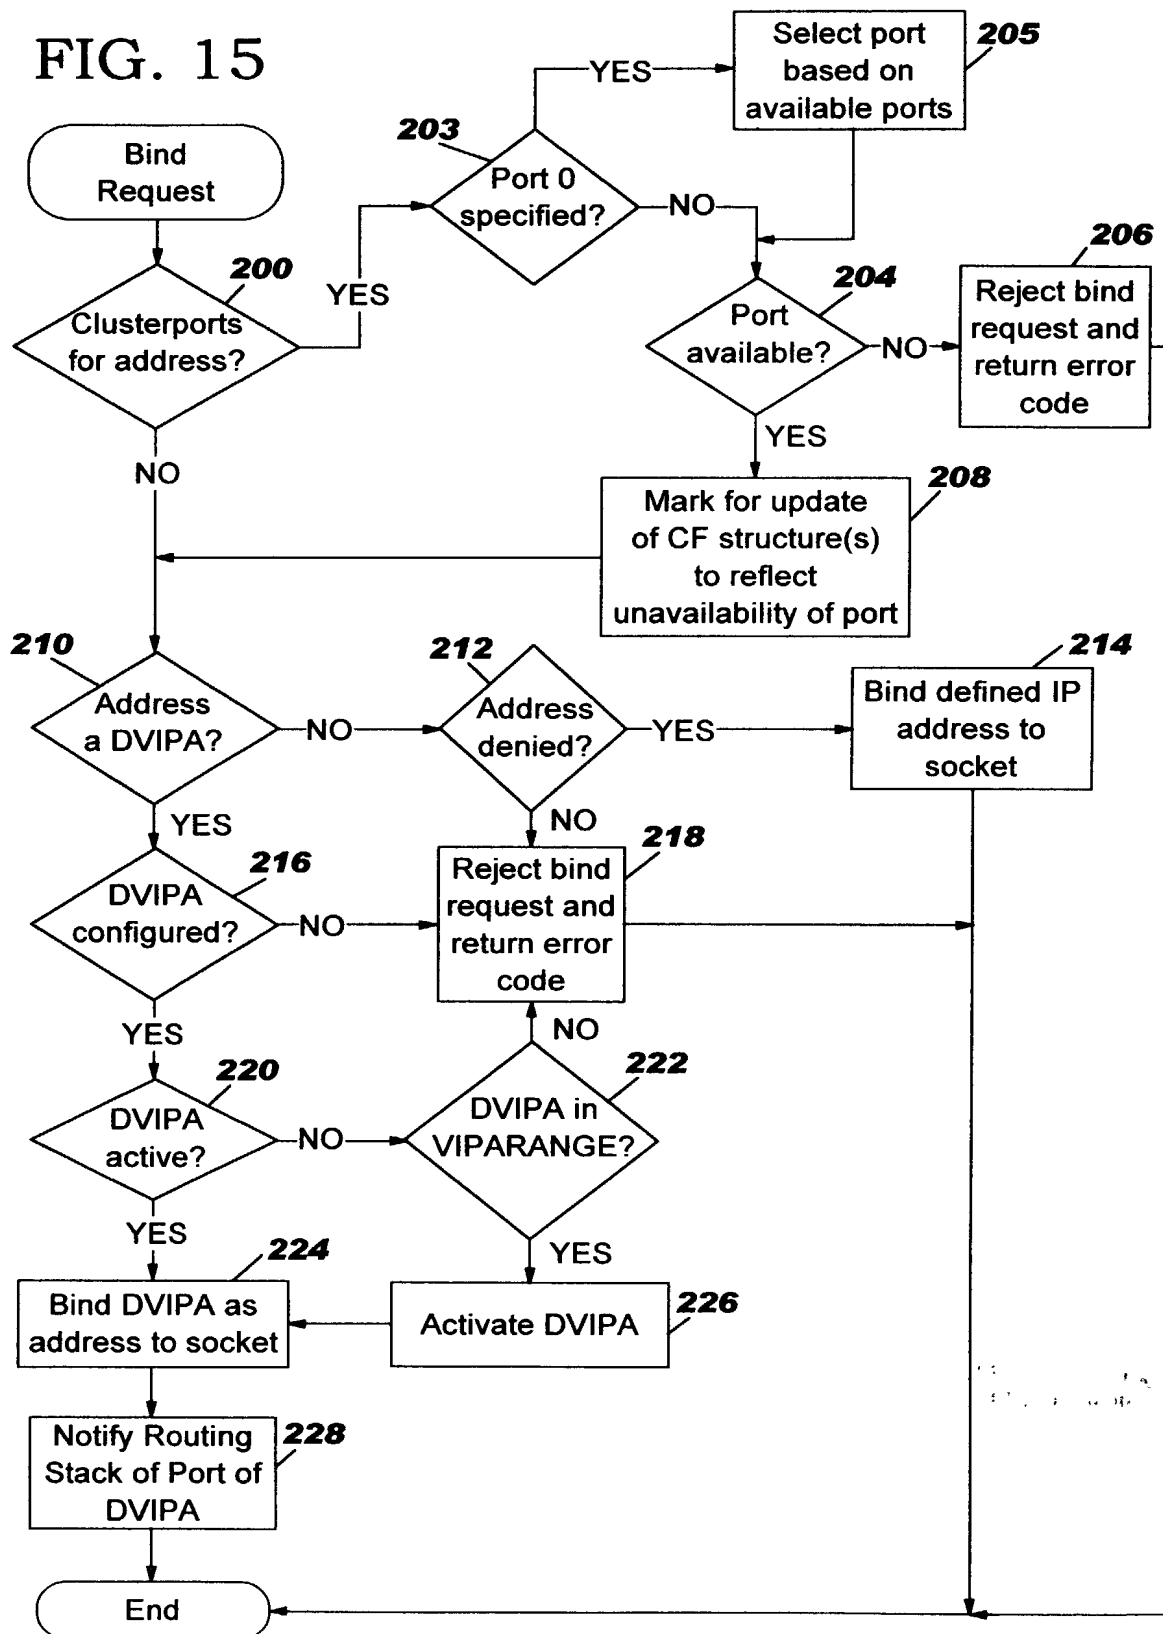 FIG. 15
Bind
Request
200
Clusterports
for address?
YES
NO
203
Port 0
specified?
YES
NO
205
Select port
based on
available ports
204
Port
available?
NO
YES
206
Reject bind
request and
return error
code
208
Mark for update
of CF structure(s)
to reflect
unavailability of port
210
Address
a DVIPA?
NO
YES
212
Address
denied?
YES
NO
214
Bind defined IP
address to
socket
216
DVIPA
configured?
NO
YES
218
Reject bind
request and
return error
code
220
DVIPA
active?
NO
YES
222
DVIPA in
VIPARANGE?
NO
YES
224
Bind DVIPA as
address to socket
226
Activate DVIPA
228
Notify Routing
Stack of Port of
DVIPA
End